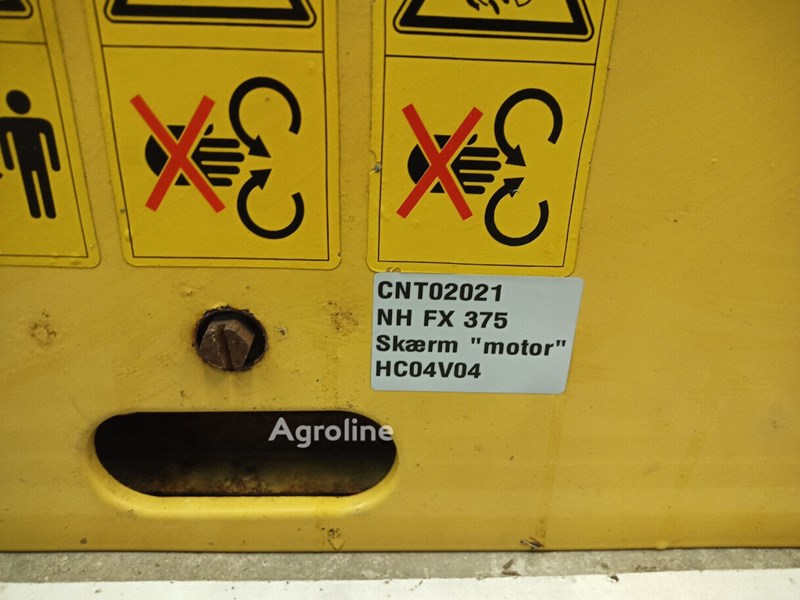 CNT02021
NH FX 375
Skærm "motor"
HC04V04
Agroline